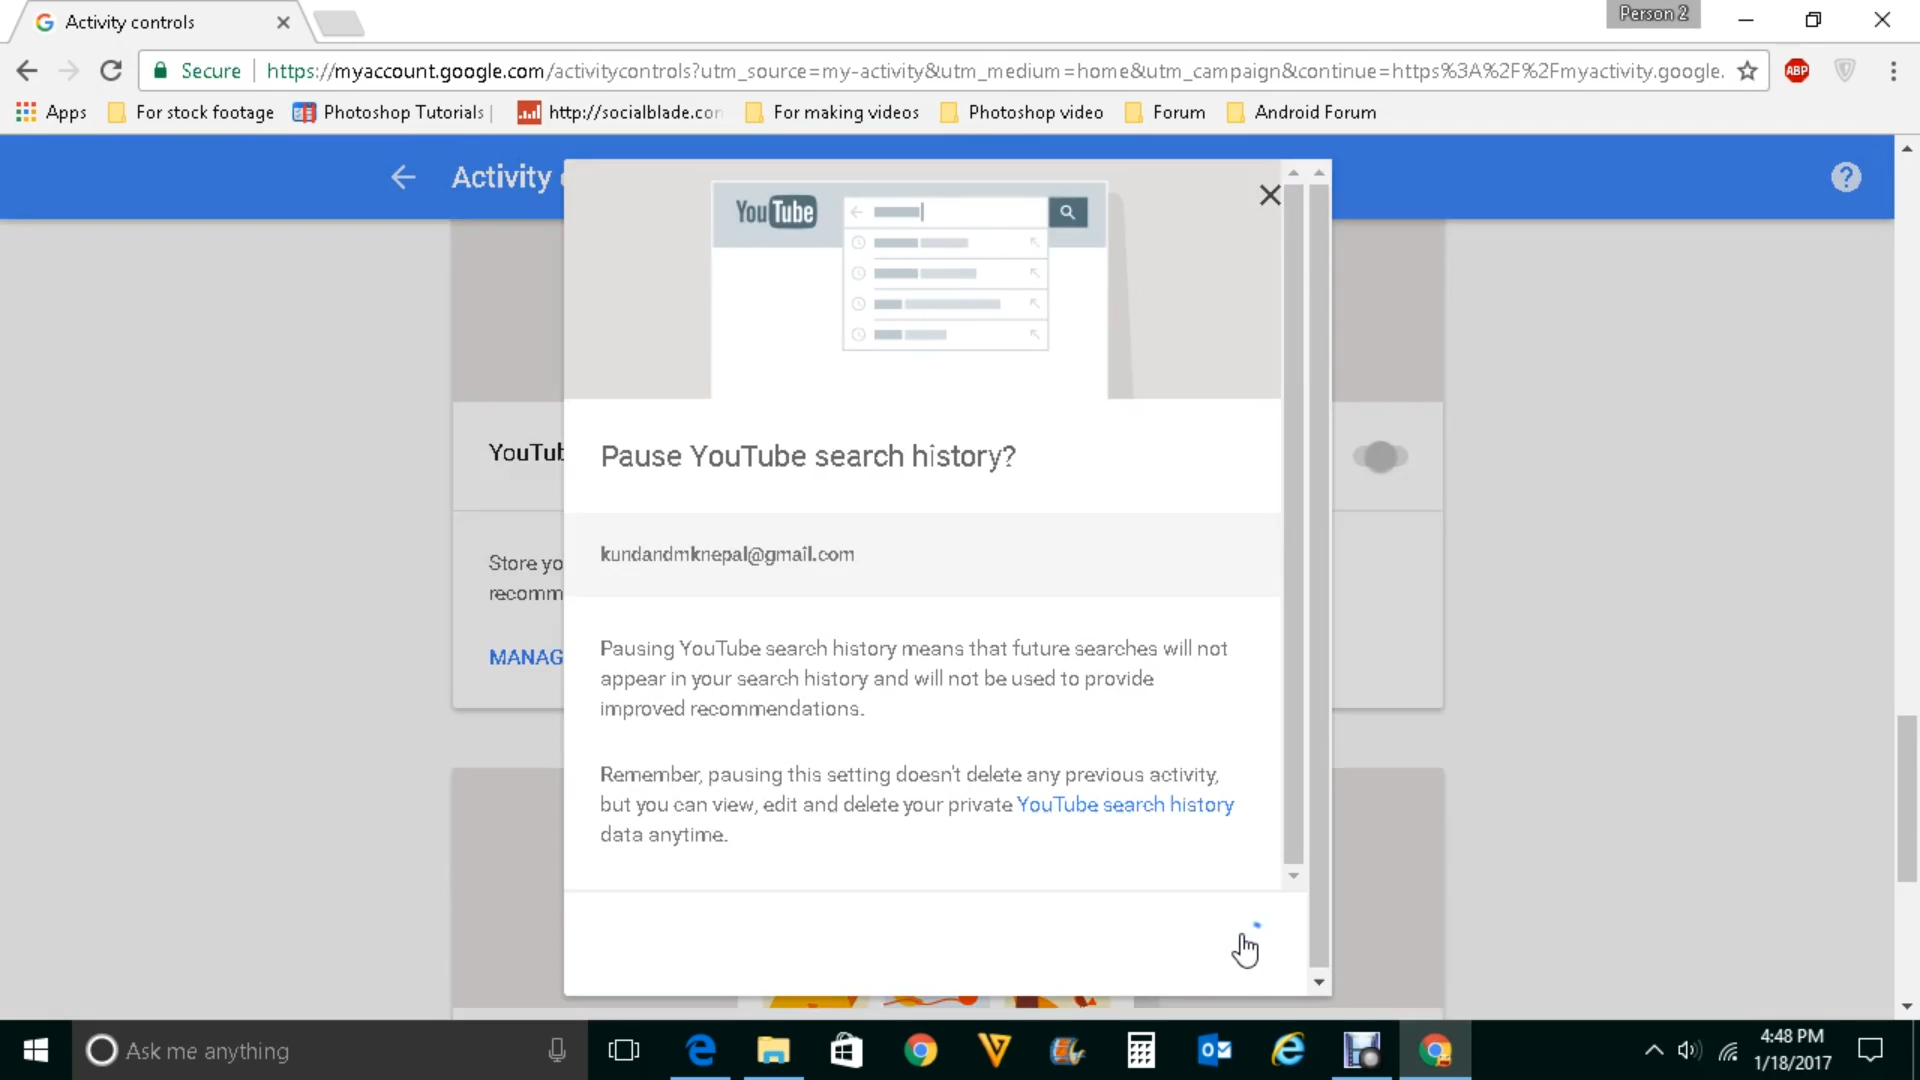 Activity controls
Person 2
Secure
https://myaccount.google.com/activitycontrols?utm_source=my-activity&utm_medium=home&utm_campaign&continue=https%3A%2F%2Fmyactivity.google.
ABP
Apps
For stock footage
Photoshop Tutorials |
http://socialblade.con
For making videos
Photoshop video
Forum
Android Forum
Activity
YouTube
Pause YouTube search history?
YouTub
kundandmknepal@gmail.com
Store yo
recomm
MANAG
Pausing YouTube search history means that future searches will not
appear in your search history and will not be used to provide
improved recommendations.
Remember, pausing this setting doesn't delete any previous activity,
but you can view, edit and delete your private YouTube search history
data anytime.
Ask me anything
4:48 PM
1/18/2017